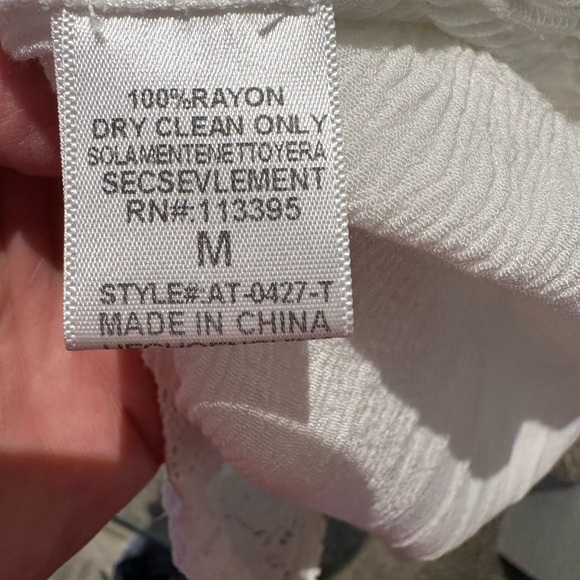 100%RAYON
DRY CLEAN ONLY
SOLAMENTENETTOYERA
SECSEVLEMENT
RN#:113395
M
STYLE#:AT-0427-T
MADE IN CHINA